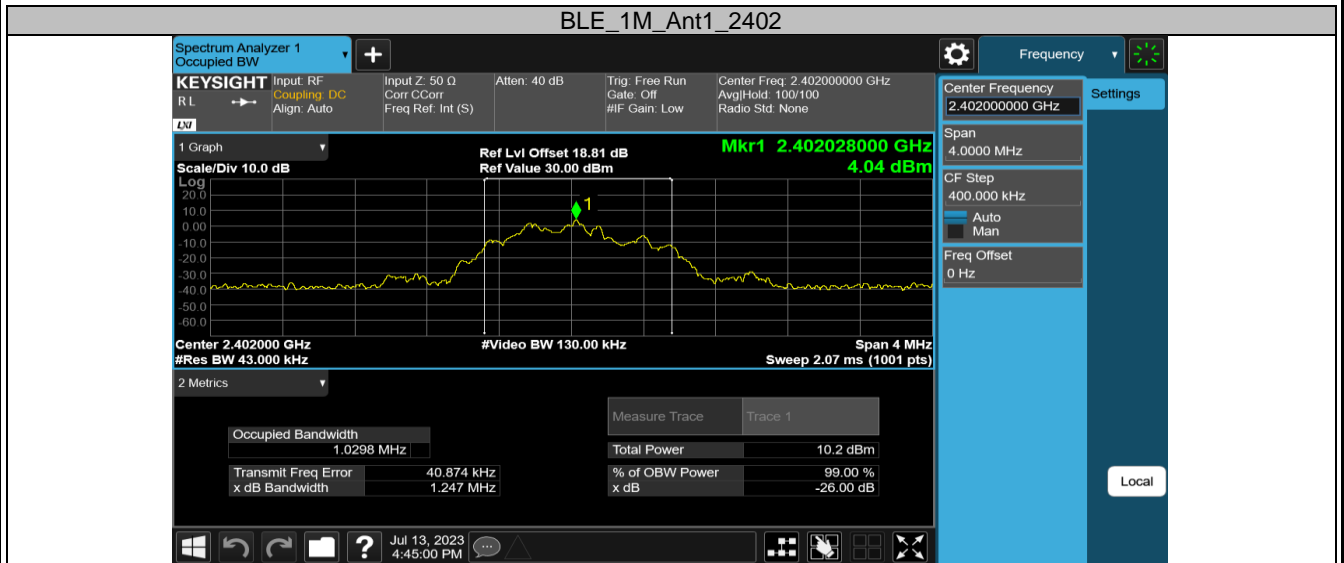 BLE_1M_Ant1_2402
Spectrum Analyzer 1
Occupied BW
+
Frequency
KEYSIGHT
R L
LXI
Input: RF
Coupling: DC
Align: Auto
Input Z: 50 Ω
Corr CCorr
Freq Ref: Int (S)
Atten: 40 dB
Trig: Free Run
Gate: Off
#IF Gain: Low
Center Freq: 2.402000000 GHz
Avg|Hold: 100/100
Radio Std: None
Center Frequency
2.402000000 GHz
Settings
Span
4.0000 MHz
CF Step
400.000 kHz
Auto
Man
Freq Offset
0 Hz
1 Graph
Scale/Div 10.0 dB
Ref Lvl Offset 18.81 dB
Ref Value 30.00 dBm
Mkr1 2.402028000 GHz
4.04 dBm
Log
20.0
10.0
0.00
-10.0
-20.0
-30.0
-40.0
-50.0
-60.0
1
Center 2.402000 GHz
#Res BW 43.000 kHz
#Video BW 130.00 kHz
Span 4 MHz
Sweep 2.07 ms (1001 pts)
2 Metrics
Measure Trace Trace 1
Occupied Bandwidth
1.0298 MHz
Total Power 10.2 dBm
Transmit Freq Error 40.874 kHz
% of OBW Power 99.00 %
x dB Bandwidth 1.247 MHz
x dB -26.00 dB
Local
?
Jul 13, 2023
4:45:00 PM